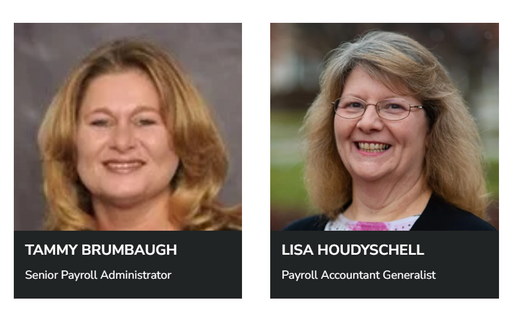 TAMMY BRUMBAUGH
Senior Payroll Administrator
LISA HOUDYSCHELL
Payroll Accountant Generalist